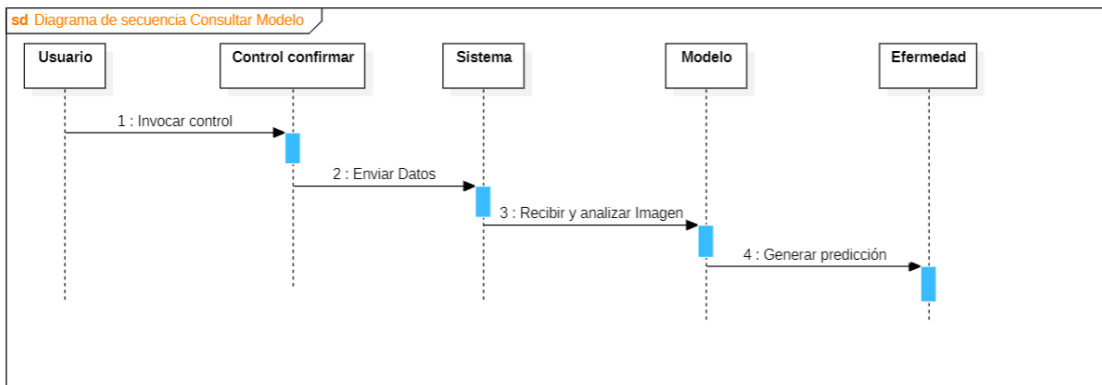 sd Diagrama de secuencia Consultar Modelo
Usuario
Control confirmar
Sistema
Modelo
Efermedad
1 : Invocar control
2 : Enviar Datos
3 : Recibir y analizar Imagen
4 : Generar predicción